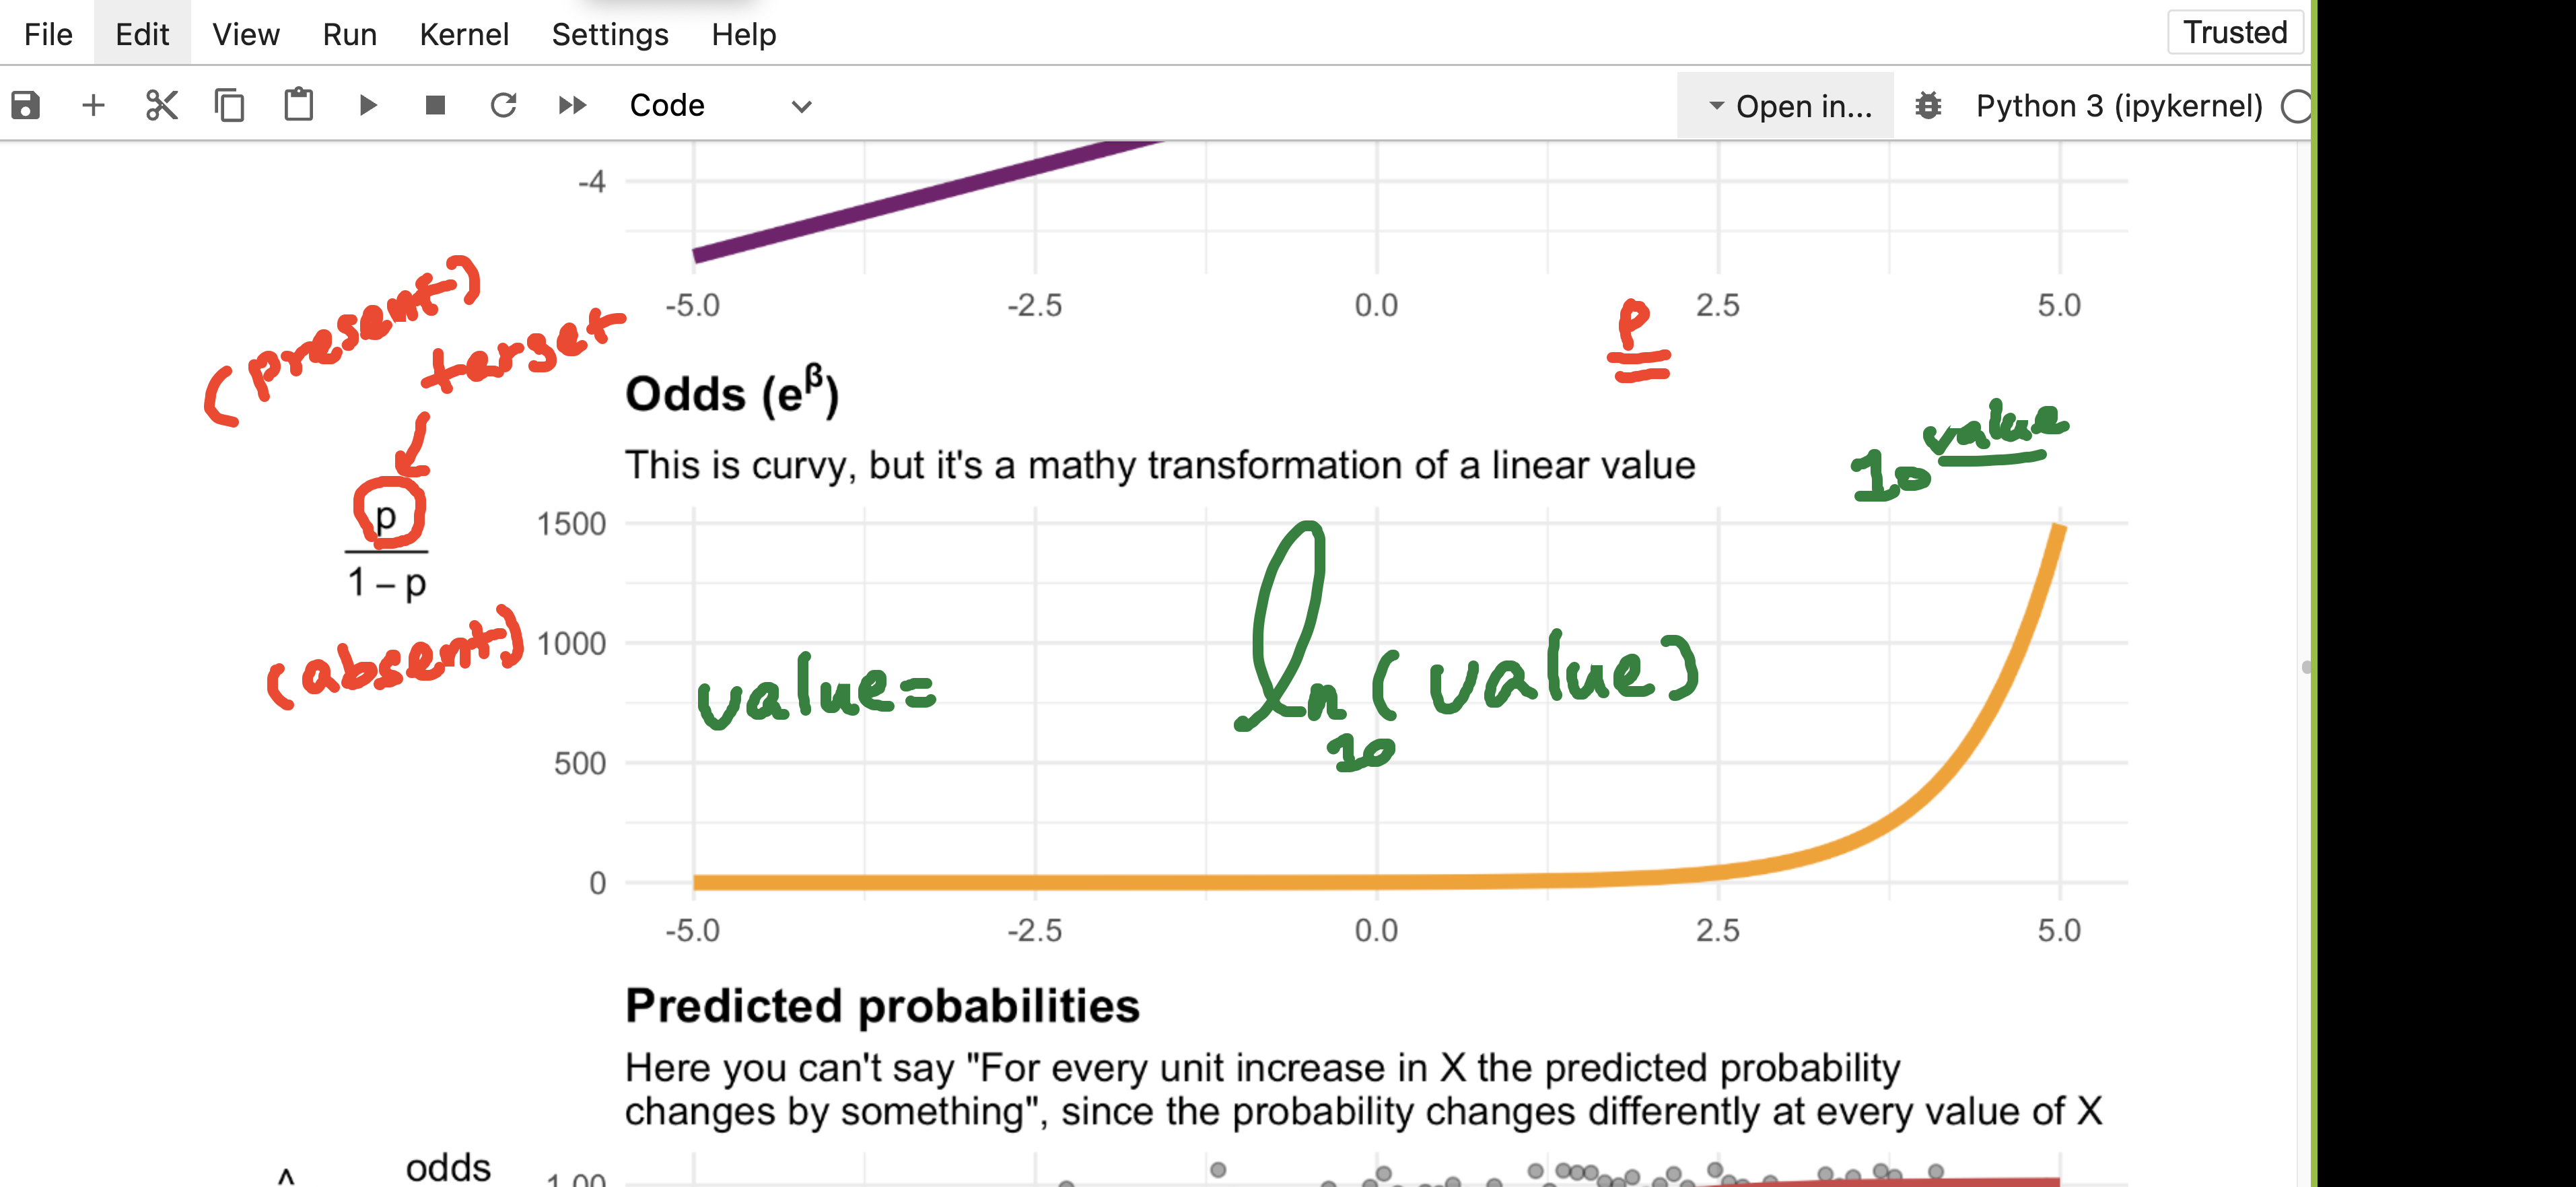 File Edit View Run Kernel Settings Help Trusted
Code Open in... Python 3 (ipykernel)
-4
-5.0 -2.5 0.0 2.5 5.0
(present)
target
p
Odds (e^β)
This is curvy, but it's a mathy transformation of a linear value
10^value
p
1 – p
(absent)
1500
1000
500
0
value=
ln10 (value)
-5.0 -2.5 0.0 2.5 5.0
Predicted probabilities
Here you can't say "For every unit increase in X the predicted probability
changes by something", since the probability changes differently at every value of X
^ odds
1.00